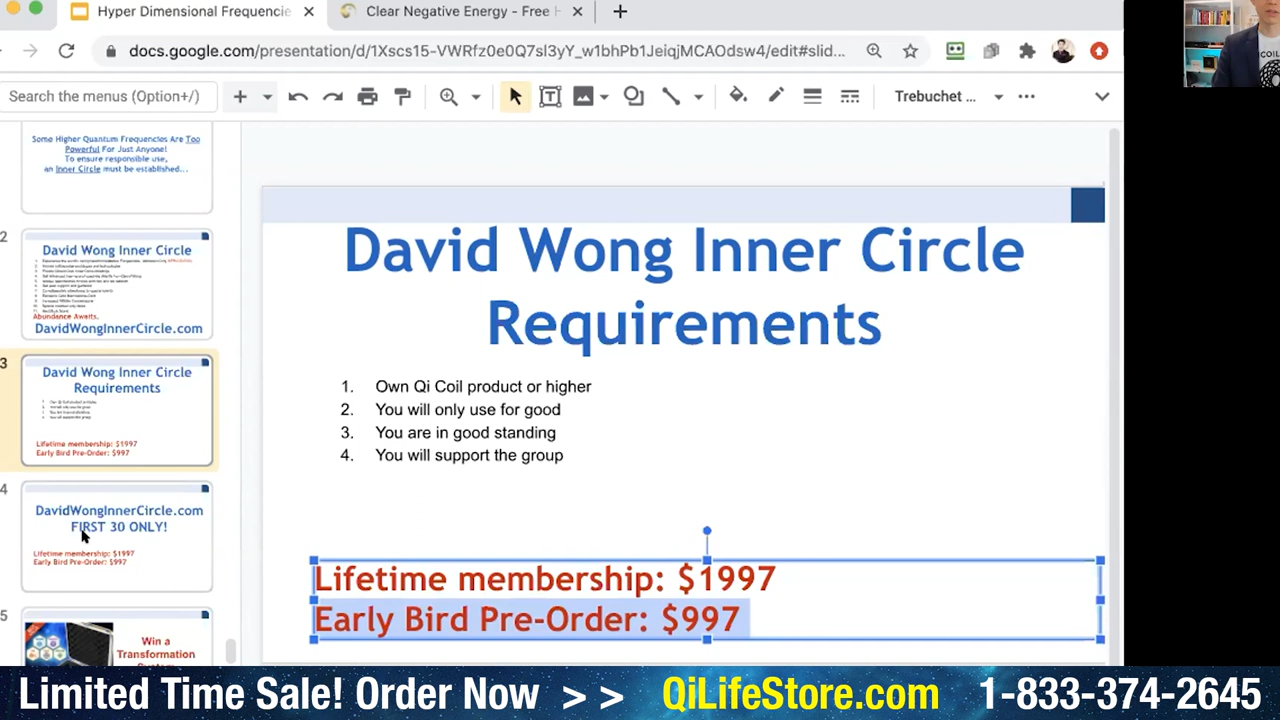 Hyper Dimensional Frequencie
Clear Negative Energy - Free H
docs.google.com/presentation/d/1Xscs15-VWRfz0e0Q7sl3yY_w1bhPb1JeiqjMCAOdsw4/edit#slid...
Search the menus (Option+/)
Trebuchet ...
Some Higher Quantum Frequencies Are Too
Powerful For Just Anyone!
To ensure responsible use,
an Inner Circle must be established...
2
David Wong Inner Circle
Abundance Awaits.
DavidWongInnerCircle.com
3
David Wong Inner Circle
Requirements
Lifetime membership: $1997
Early Bird Pre-Order: $997
4
DavidWongInnerCircle.com
FIRST 30 ONLY!
Lifetime membership: $1997
Early Bird Pre-Order: $997
5
Win a
Transformation
System
David Wong Inner Circle
Requirements
1. Own Qi Coil product or higher
2. You will only use for good
3. You are in good standing
4. You will support the group
Lifetime membership: $1997
Early Bird Pre-Order: $997
Limited Time Sale! Order Now > > QiLifeStore.com 1-833-374-2645